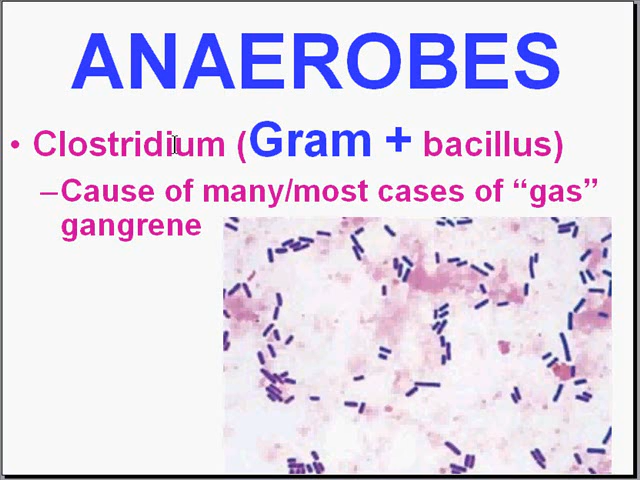 ANAEROBES
• Clostridium (Gram + bacillus)
–Cause of many/most cases of “gas”
gangrene